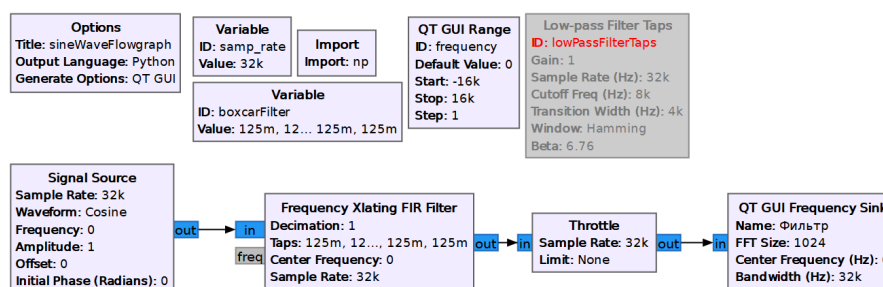 Options
Title: sineWaveFlowgraph
Output Language: Python
Generate Options: QT GUI
Variable
ID: samp_rate
Value: 32k
Import
Import: np
Variable
ID: boxcarFilter
Value: 125m, 12... 125m, 125m
QT GUI Range
ID: frequency
Default Value: 0
Start: -16k
Stop: 16k
Step: 1
Low-pass Filter Taps
ID: lowPassFilterTaps
Gain: 1
Sample Rate (Hz): 32k
Cutoff Freq (Hz): 8k
Transition Width (Hz): 4k
Window: Hamming
Beta: 6.76
Signal Source
Sample Rate: 32k
Waveform: Cosine
Frequency: 0
Amplitude: 1
Offset: 0
Initial Phase (Radians): 0
out
in
freq
Frequency Xlating FIR Filter
Decimation: 1
Taps: 125m, 12..., 125m, 125m
Center Frequency: 0
Sample Rate: 32k
out
in
Throttle
Sample Rate: 32k
Limit: None
out
in
QT GUI Frequency Sink
Name: Фильтр
FFT Size: 1024
Center Frequency (Hz):
Bandwidth (Hz): 32k